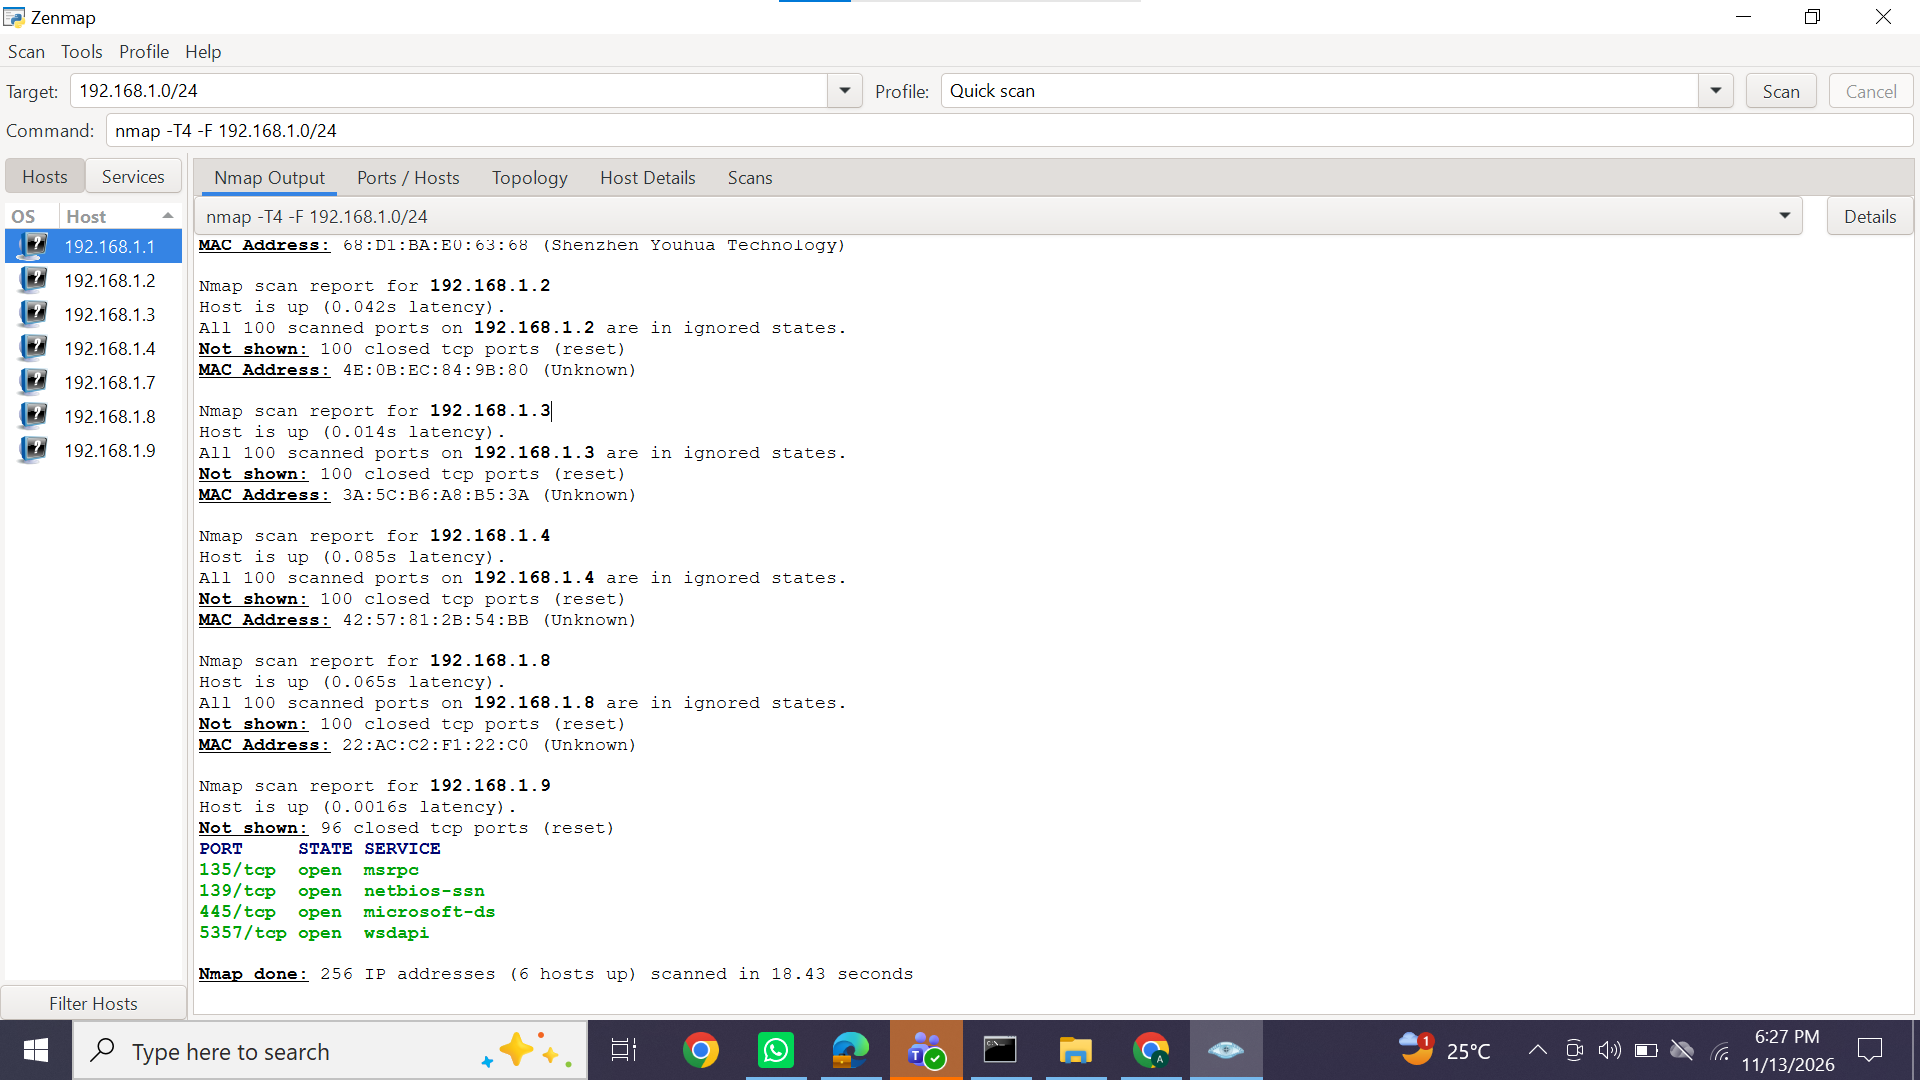 Zenmap
Scan Tools Profile Help
Target: 192.168.1.0/24 Profile: Quick scan Scan Cancel
Command: nmap -T4 -F 192.168.1.0/24
Hosts Services
OS Host
192.168.1.1
192.168.1.2
192.168.1.3
192.168.1.4
192.168.1.7
192.168.1.8
192.168.1.9
Filter Hosts
Nmap Output Ports / Hosts Topology Host Details Scans
nmap -T4 -F 192.168.1.0/24 Details
MAC Address: 68:D1:BA:E0:63:68 (Shenzhen Youhua Technology)
Nmap scan report for 192.168.1.2
Host is up (0.042s latency).
All 100 scanned ports on 192.168.1.2 are in ignored states.
Not shown: 100 closed tcp ports (reset)
MAC Address: 4E:0B:EC:84:9B:80 (Unknown)
Nmap scan report for 192.168.1.3
Host is up (0.014s latency).
All 100 scanned ports on 192.168.1.3 are in ignored states.
Not shown: 100 closed tcp ports (reset)
MAC Address: 3A:5C:B6:A8:B5:3A (Unknown)
Nmap scan report for 192.168.1.4
Host is up (0.085s latency).
All 100 scanned ports on 192.168.1.4 are in ignored states.
Not shown: 100 closed tcp ports (reset)
MAC Address: 42:57:81:2B:54:BB (Unknown)
Nmap scan report for 192.168.1.8
Host is up (0.065s latency).
All 100 scanned ports on 192.168.1.8 are in ignored states.
Not shown: 100 closed tcp ports (reset)
MAC Address: 22:AC:C2:F1:22:C0 (Unknown)
Nmap scan report for 192.168.1.9
Host is up (0.0016s latency).
Not shown: 96 closed tcp ports (reset)
PORT STATE SERVICE
135/tcp open msrpc
139/tcp open netbios-ssn
445/tcp open microsoft-ds
5357/tcp open wsdapi
Nmap done: 256 IP addresses (6 hosts up) scanned in 18.43 seconds
Type here to search
1
25°C
6:27 PM
11/13/2026